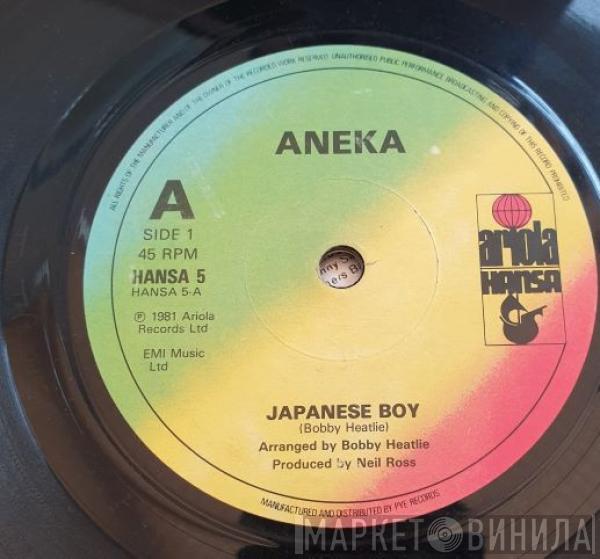 ALL RIGHTS OF THE MANUFACTURER AND OF THE OWNER OF THE RECORDED WORK RESERVED. UNAUTHORISED PUBLIC PERFORMANCE BROADCASTING AND COPYING OF THIS RECORD PROHIBITED
ANEKA
A
SIDE 1
45 RPM
HANSA 5
HANSA 5-A
℗ 1981 Ariola
Records Ltd
EMI Music
Ltd
ariola
HANSA
JAPANESE BOY
(Bobby Heatlie)
Arranged by Bobby Heatlie
Produced by Neil Ross
MANUFACTURED AND DISTRIBUTED BY PYE RECORDS
МАРКЕТ ВИНИЛА